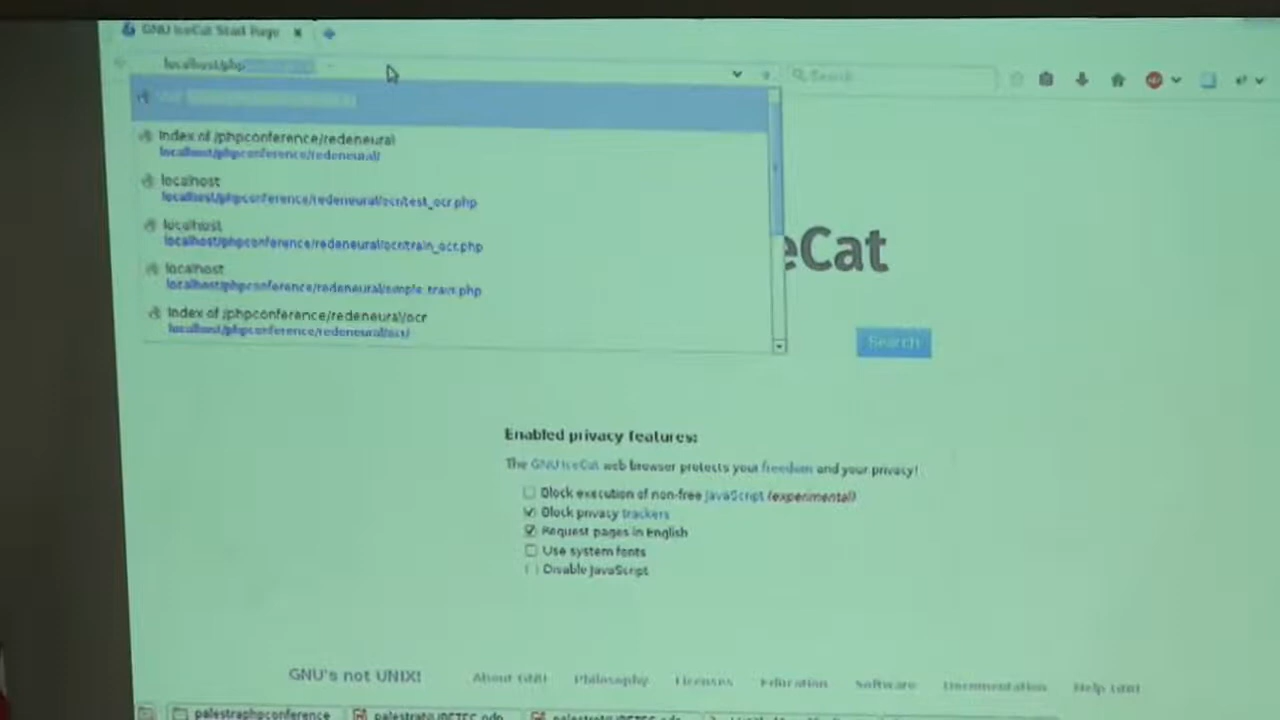 GNU IceCat Start Page
localhost/php
Search
Index of /phpconference/redeneural
localhost/phpconference/redeneural/
localhost
localhost/phpconference/redeneural/ocr/test_ocr.php
localhost
localhost/phpconference/redeneural/ocr/train_ocr.php
localhost
localhost/phpconference/redeneural/simple_train.php
Index of /phpconference/redeneural/ocr
localhost/phpconference/redeneural/ocr/
eCat
Search
Enabled privacy features:
The GNU IceCat web browser protects your freedom and your privacy!
Block execution of non-free JavaScript (experimental)
Block privacy trackers
Request pages in English
Use system fonts
Disable JavaScript
GNU's not UNIX! About GNU Philosophy Licenses Education Software Documentation Help GNU
palestraphpconference